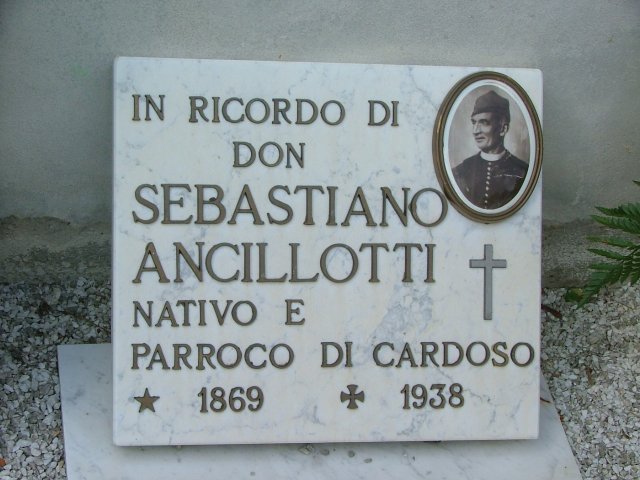 IN RICORDO DI
DON
SEBASTIANO
ANCILLOTTI
NATIVO E
PARROCO DI CARDOSO
★ 1869 ✠ 1938